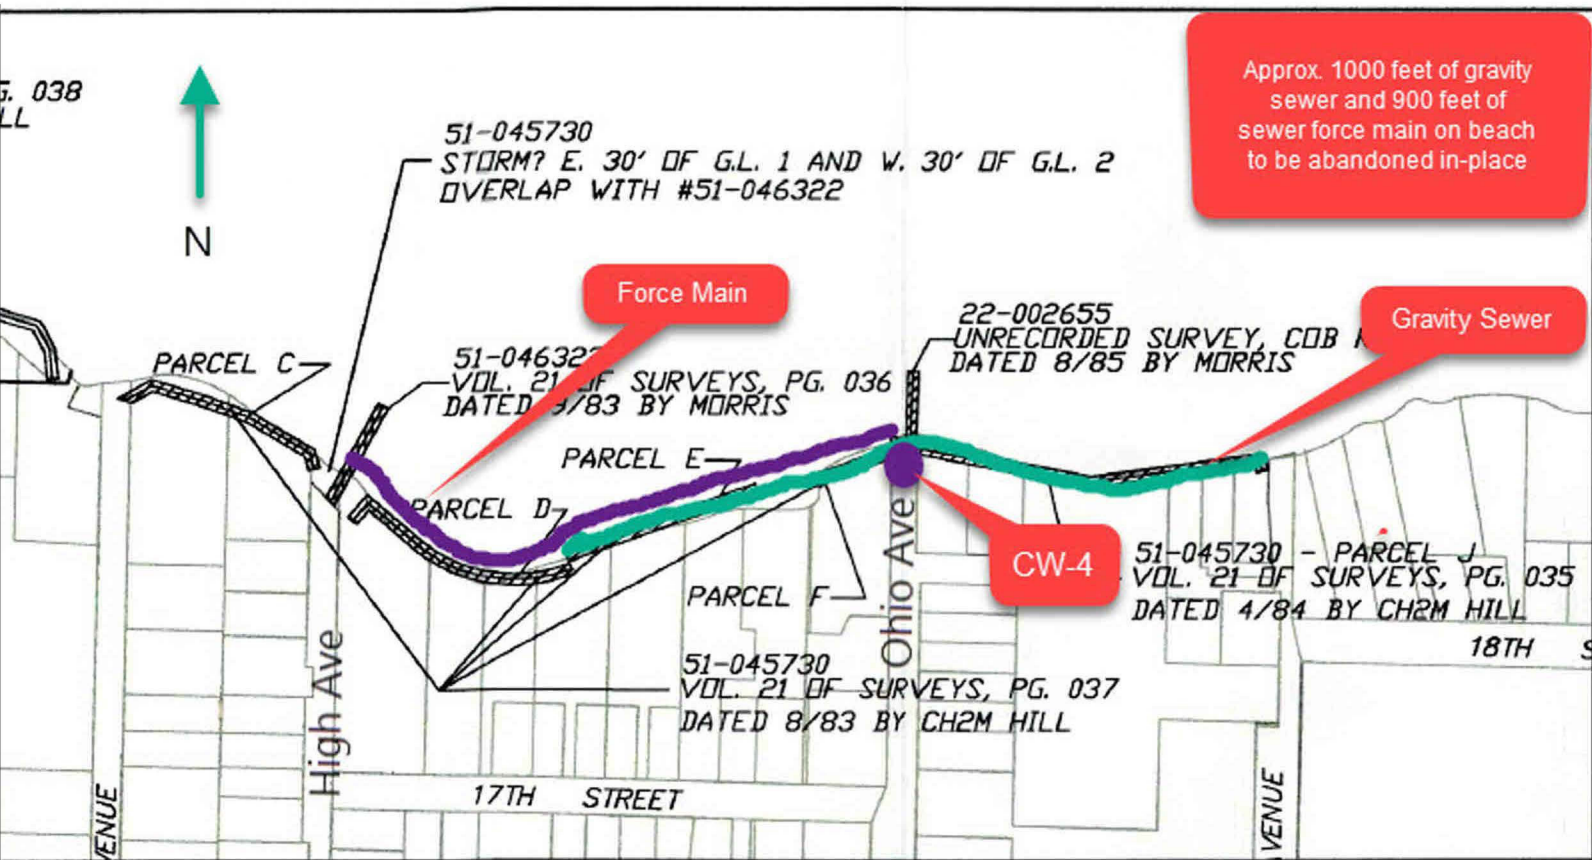 Approx. 1000 feet of gravity
sewer and 900 feet of
sewer force main on beach
to be abandoned in-place
G. 038
LL
N
51-045730
STORM? E. 30' OF G.L. 1 AND W. 30' OF G.L. 2
OVERLAP WITH #51-046322
Force Main
Gravity Sewer
22-002655
UNRECORDED SURVEY, COB
DATED 8/85 BY MORRIS
PARCEL C
51-046322
VOL. 21 OF SURVEYS, PG. 036
DATED 9/83 BY MORRIS
PARCEL E
PARCEL D
CW-4
PARCEL F
51-045730 - PARCEL J
VOL. 21 OF SURVEYS, PG. 035
DATED 4/84 BY CH2M HILL
Ohio Ave
18TH S
51-045730
VOL. 21 OF SURVEYS, PG. 037
DATED 8/83 BY CH2M HILL
High Ave
17TH STREET
VENUE
AVENUE